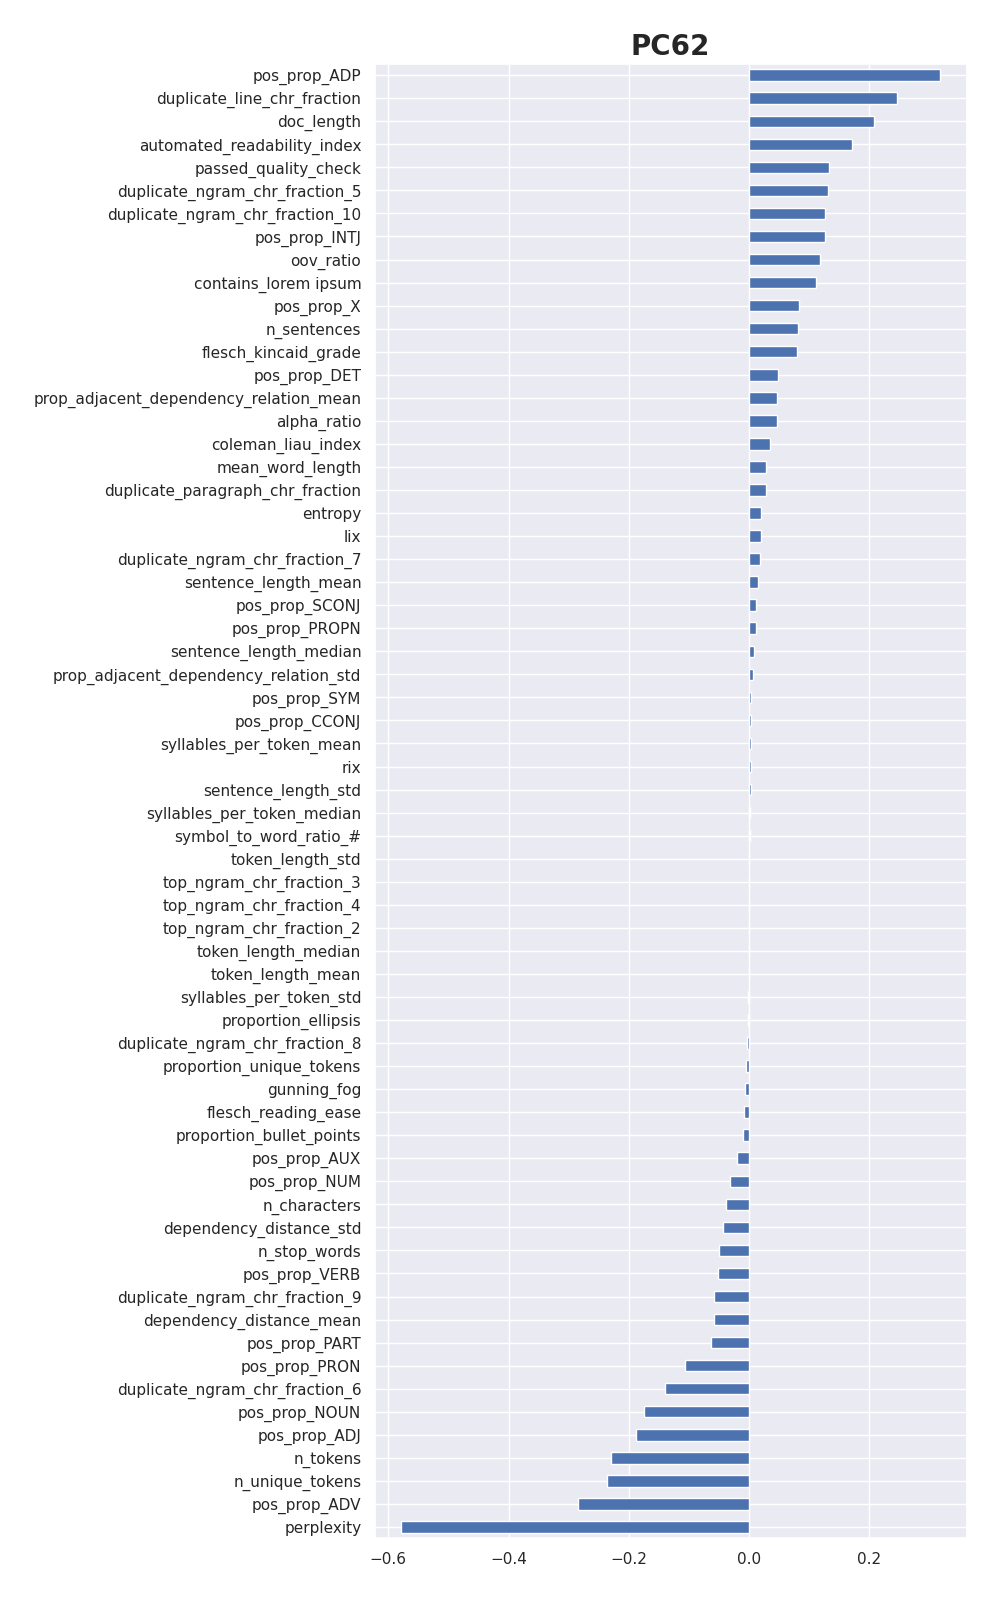 PC62
pos_prop_ADP
duplicate_line_chr_fraction
doc_length
automated_readability_index
passed_quality_check
duplicate_ngram_chr_fraction_5
duplicate_ngram_chr_fraction_10
pos_prop_INTJ
oov_ratio
contains_lorem ipsum
pos_prop_X
n_sentences
flesch_kincaid_grade
pos_prop_DET
prop_adjacent_dependency_relation_mean
alpha_ratio
coleman_liau_index
mean_word_length
duplicate_paragraph_chr_fraction
entropy
lix
duplicate_ngram_chr_fraction_7
sentence_length_mean
pos_prop_SCONJ
pos_prop_PROPN
sentence_length_median
prop_adjacent_dependency_relation_std
pos_prop_SYM
pos_prop_CCONJ
syllables_per_token_mean
rix
sentence_length_std
syllables_per_token_median
symbol_to_word_ratio_#
token_length_std
top_ngram_chr_fraction_3
top_ngram_chr_fraction_4
top_ngram_chr_fraction_2
token_length_median
token_length_mean
syllables_per_token_std
proportion_ellipsis
duplicate_ngram_chr_fraction_8
proportion_unique_tokens
gunning_fog
flesch_reading_ease
proportion_bullet_points
pos_prop_AUX
pos_prop_NUM
n_characters
dependency_distance_std
n_stop_words
pos_prop_VERB
duplicate_ngram_chr_fraction_9
dependency_distance_mean
pos_prop_PART
pos_prop_PRON
duplicate_ngram_chr_fraction_6
pos_prop_NOUN
pos_prop_ADJ
n_tokens
n_unique_tokens
pos_prop_ADV
perplexity
−0.6 −0.4 −0.2 0.0 0.2